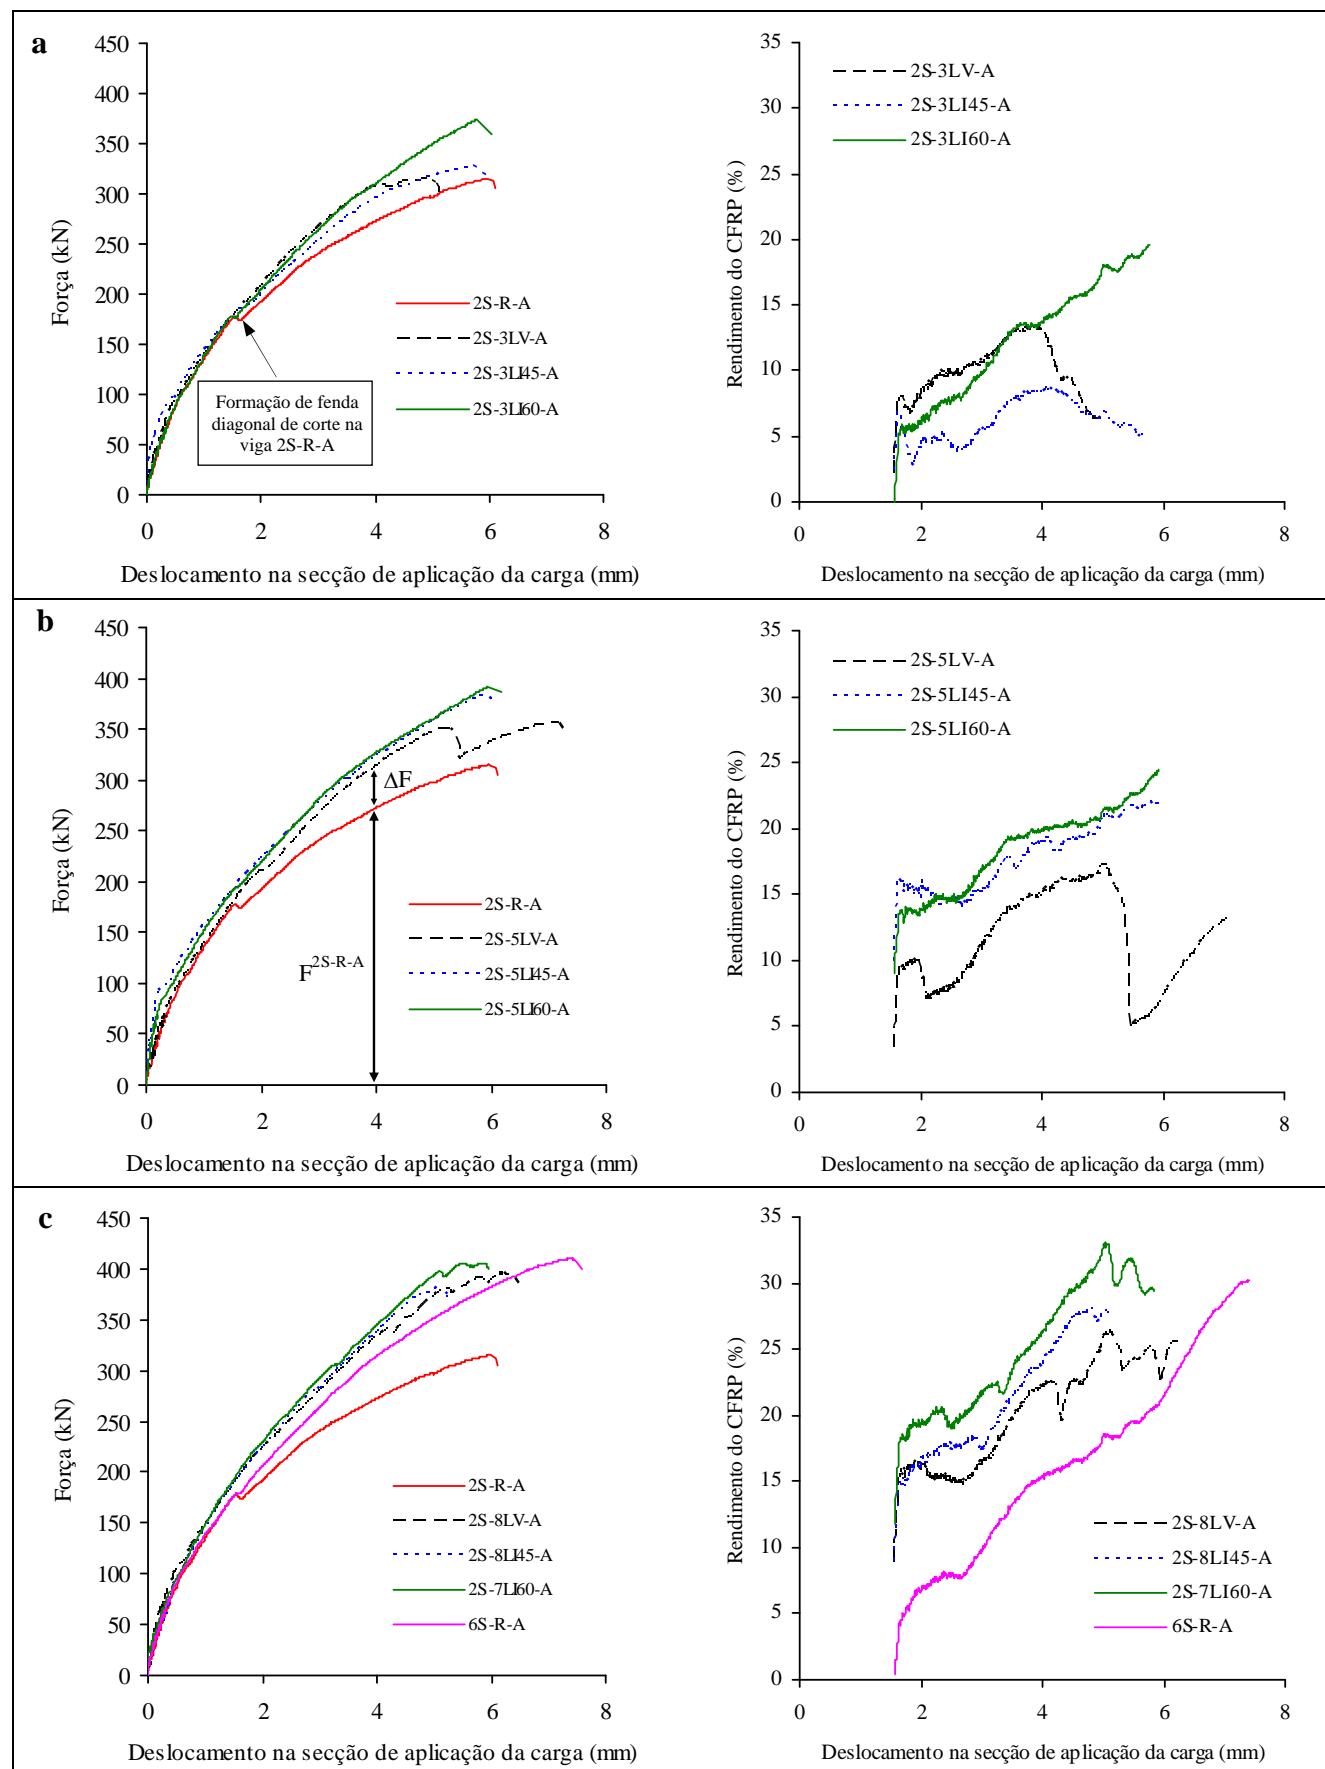 a
450
400
350
300
250
200
150
100
50
0
0
2
4
6
8
Força (kN)
Deslocamento na secção de aplicação da carga (mm)
2S-R-A
2S-3LV-A
2S-3LI45-A
2S-3LI60-A
Formação de fenda
diagonal de corte na
viga 2S-R-A
35
30
25
20
15
10
5
0
0
2
4
6
8
Rendimento do CFRP (%)
Deslocamento na secção de aplicação da carga (mm)
2S-3LV-A
2S-3LI45-A
2S-3LI60-A
b
450
400
350
300
250
200
150
100
50
0
0
2
4
6
8
Força (kN)
Deslocamento na secção de aplicação da carga (mm)
ΔF
F2S-R-A
2S-R-A
2S-5LV-A
2S-5LI45-A
2S-5LI60-A
35
30
25
20
15
10
5
0
0
2
4
6
8
Rendimento do CFRP (%)
Deslocamento na secção de aplicação da carga (mm)
2S-5LV-A
2S-5LI45-A
2S-5LI60-A
c
450
400
350
300
250
200
150
100
50
0
0
2
4
6
8
Força (kN)
Deslocamento na secção de aplicação da carga (mm)
2S-R-A
2S-8LV-A
2S-8LI45-A
2S-7LI60-A
6S-R-A
35
30
25
20
15
10
5
0
0
2
4
6
8
Rendimento do CFRP (%)
Deslocamento na secção de aplicação da carga (mm)
2S-8LV-A
2S-8LI45-A
2S-7LI60-A
6S-R-A